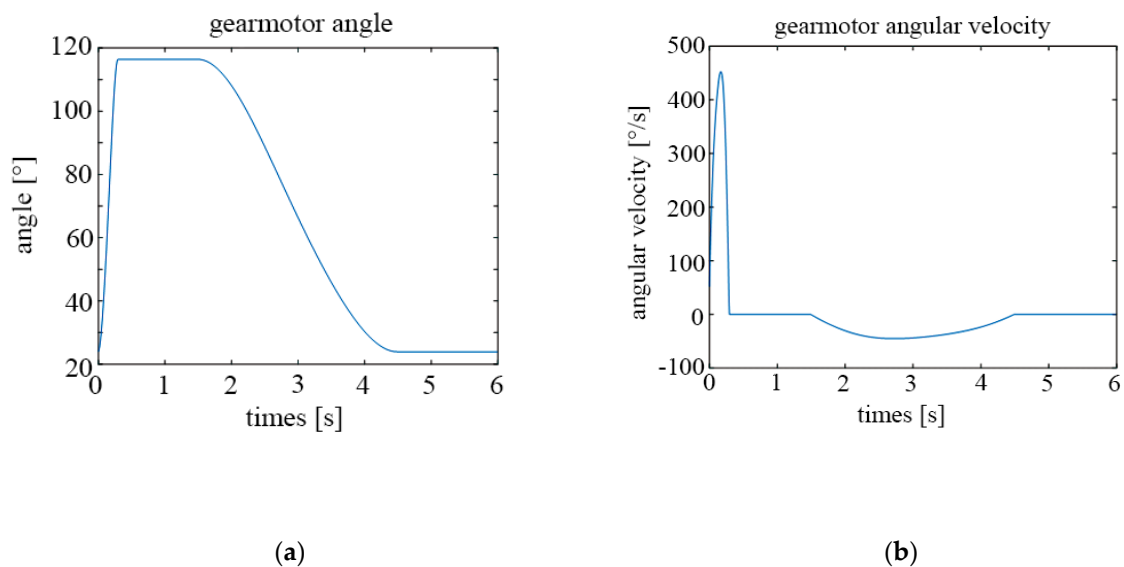 gearmotor angle
120
100
80
60
40
20
0 1 2 3 4 5 6
angle [°]
times [s]
(a)
gearmotor angular velocity
500
400
300
200
100
0
-100
0 1 2 3 4 5 6
angular velocity [°/s]
times [s]
(b)